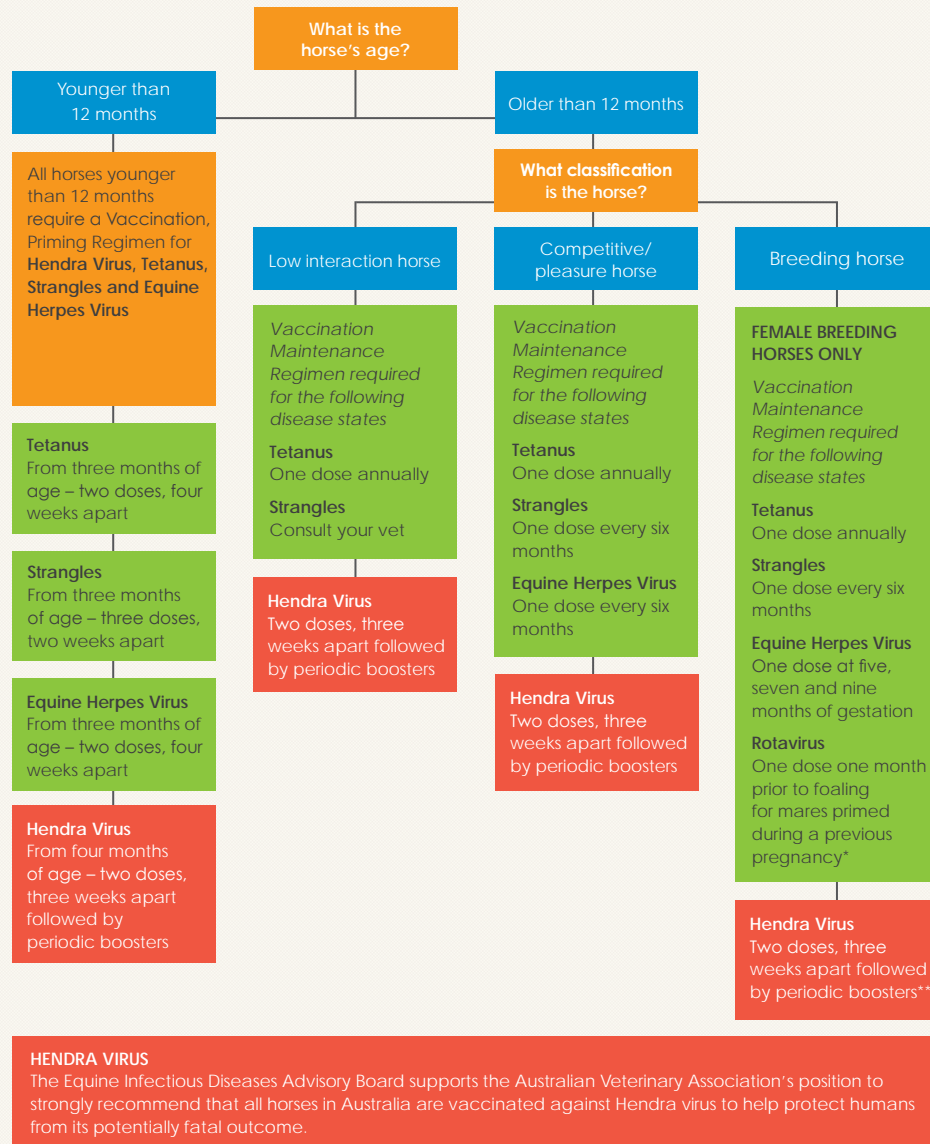 What is the
horse's age?
Younger than
12 months
Older than 12 months
All horses younger
than 12 months
require a Vaccination,
Priming Regimen for
Hendra Virus, Tetanus,
Strangles and Equine
Herpes Virus
Tetanus
From three months of
age – two doses, four
weeks apart
Strangles
From three months
of age – three doses,
two weeks apart
Equine Herpes Virus
From three months of
age – two doses, four
weeks apart
Hendra Virus
From four months
of age – two doses,
three weeks apart
followed by
periodic boosters
What classification
is the horse?
Low interaction horse
Vaccination
Maintenance
Regimen required
for the following
disease states
Tetanus
One dose annually
Strangles
Consult your vet
Hendra Virus
Two doses, three
weeks apart followed
by periodic boosters
Competitive/
pleasure horse
Vaccination
Maintenance
Regimen required
for the following
disease states
Tetanus
One dose annually
Strangles
One dose every six
months
Equine Herpes Virus
One dose every six
months
Hendra Virus
Two doses, three
weeks apart followed
by periodic boosters
Breeding horse
FEMALE BREEDING
HORSES ONLY
Vaccination
Maintenance
Regimen required
for the following
disease states
Tetanus
One dose annually
Strangles
One dose every six
months
Equine Herpes Virus
One dose at five,
seven and nine
months of gestation
Rotavirus
One dose one month
prior to foaling
for mares primed
during a previous
pregnancy*
Hendra Virus
Two doses, three
weeks apart followed
by periodic boosters**
HENDRA VIRUS
The Equine Infectious Diseases Advisory Board supports the Australian Veterinary Association's position to
strongly recommend that all horses in Australia are vaccinated against Hendra virus to help protect humans
from its potentially fatal outcome.